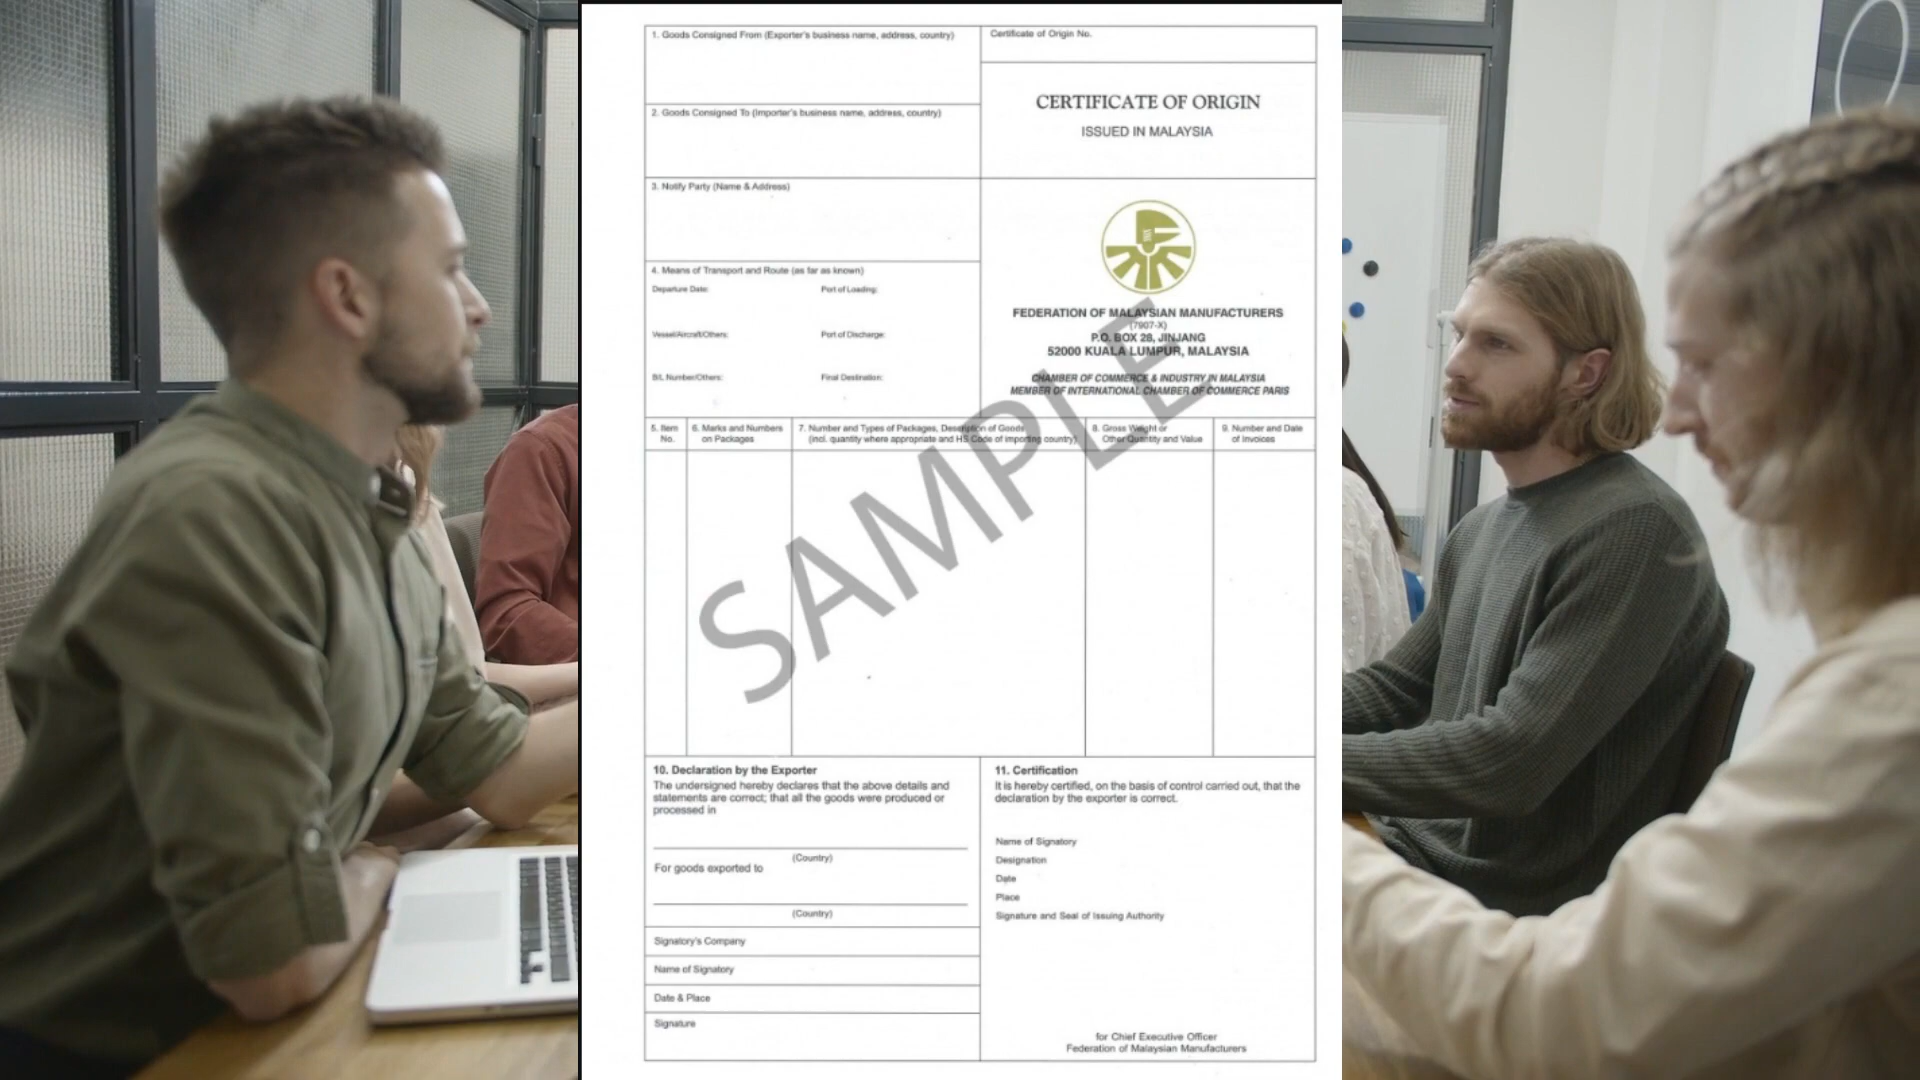 1. Goods Consigned From (Exporter's business name, address, country)
Certificate of Origin No.
CERTIFICATE OF ORIGIN
ISSUED IN MALAYSIA
2. Goods Consigned To (Importer's business name, address, country)
3. Notify Party (Name & Address)
4. Means of Transport and Route (as far as known)
Departure Date:
Port of Loading:
Vessel/Aircraft/Others:
Port of Discharge:
B/L Number/Others:
Final Destination:
FEDERATION OF MALAYSIAN MANUFACTURERS
(7907-X)
P.O. BOX 28, JINJANG
52000 KUALA LUMPUR, MALAYSIA
CHAMBER OF COMMERCE & INDUSTRY IN MALAYSIA
MEMBER OF INTERNATIONAL CHAMBER OF COMMERCE PARIS
5. Item
No.
6. Marks and Numbers
on Packages
7. Number and Types of Packages, Description of Goods
(incl. quantity where appropriate and HS Code of importing country)
8. Gross Weight or
Other Quantity and Value
9. Number and Date
of Invoices
SAMPLE
10. Declaration by the Exporter
The undersigned hereby declares that the above details and
statements are correct; that all the goods were produced or
processed in
(Country)
For goods exported to
(Country)
Signatory's Company
Name of Signatory
Date & Place
Signature
11. Certification
It is hereby certified, on the basis of control carried out, that the
declaration by the exporter is correct.
Name of Signatory
Designation
Date
Place
Signature and Seal of Issuing Authority
for Chief Executive Officer
Federation of Malaysian Manufacturers